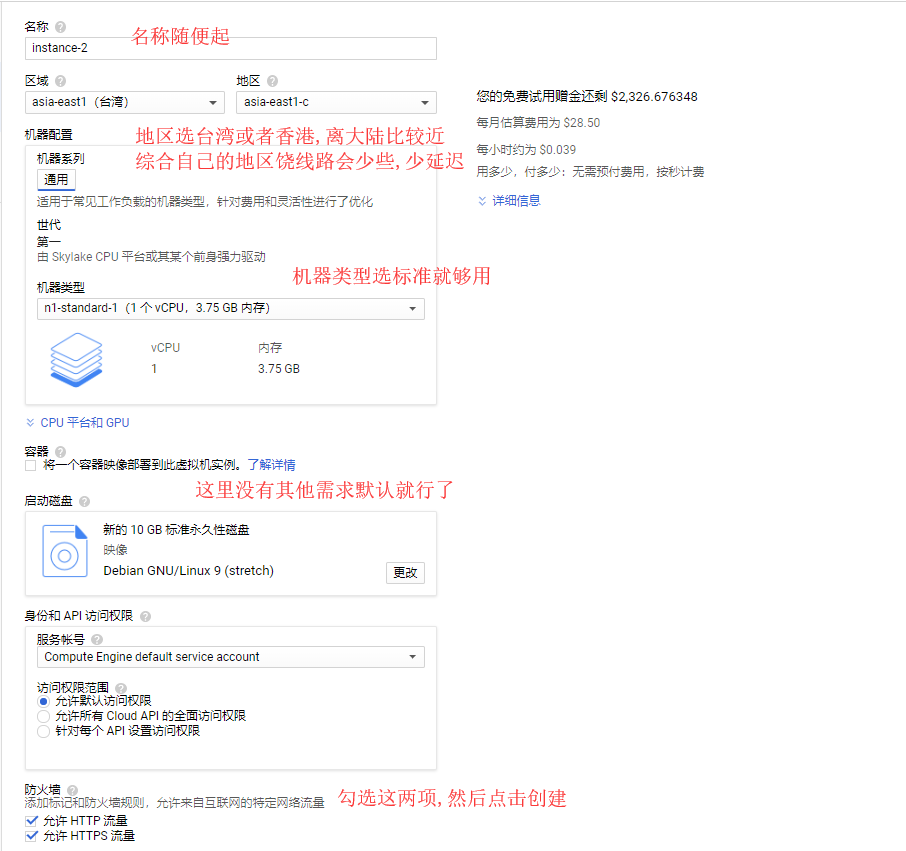 名称
名称随便起
instance-2
区域 地区
asia-east1（台湾） asia-east1-c
您的免费试用赠金还剩 $2,326.676348
每月估算费用为 $28.50
每小时约为 $0.039
用多少，付多少：无需预付费用，按秒计费
详细信息
机器配置
地区选台湾或者香港,离大陆比较近
综合自己的地区饶线路会少些,少延迟
机器系列
通用
适用于常见工作负载的机器类型，针对费用和灵活性进行了优化
世代
第一
由 Skylake CPU 平台或其某个前身强力驱动
机器类型选标准就够用
机器类型
n1-standard-1（1 个 vCPU，3.75 GB 内存）
vCPU 内存
1 3.75 GB
CPU 平台和 GPU
容器
将一个容器映像部署到此虚拟机实例。了解详情
这里没有其他需求默认就行了
启动磁盘
新的 10 GB 标准永久性磁盘
映像
Debian GNU/Linux 9 (stretch)
更改
身份和 API 访问权限
服务帐号
Compute Engine default service account
访问权限范围
允许默认访问权限
允许所有 Cloud API 的全面访问权限
针对每个 API 设置访问权限
防火墙
添加标记和防火墙规则，允许来自互联网的特定网络流量
勾选这两项,然后点击创建
允许 HTTP 流量
允许 HTTPS 流量